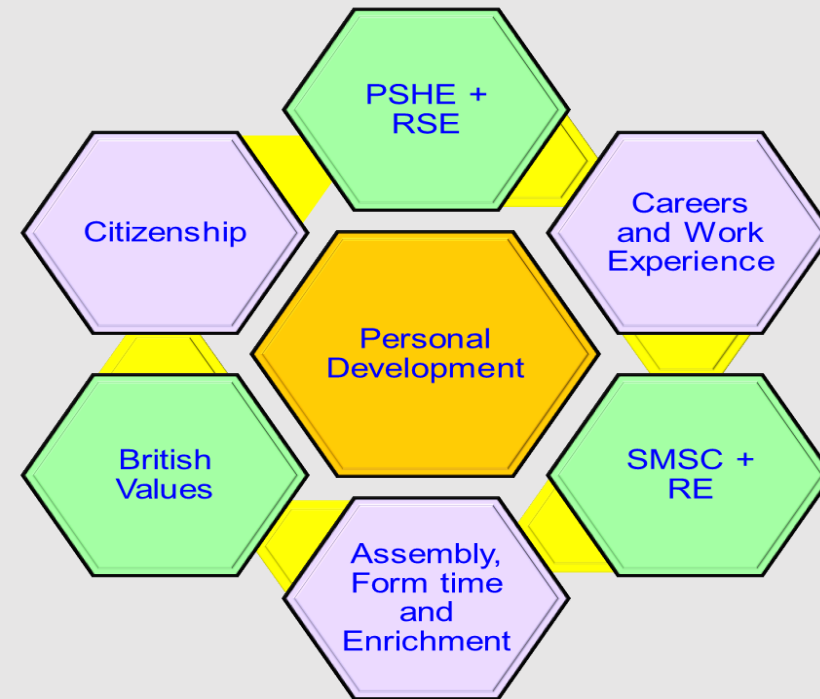 PSHE +
RSE
Citizenship
Careers
and Work
Experience
Personal
Development
British
Values
SMSC +
RE
Assembly,
Form time
and
Enrichment